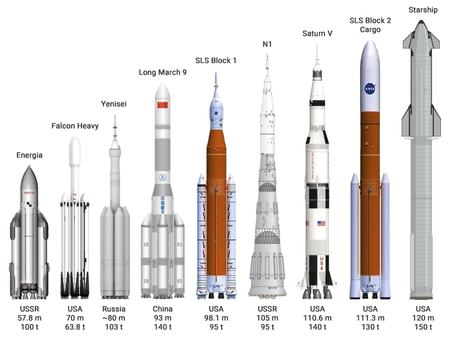 Starship
SLS Block 2
Cargo
Saturn V
N1
SLS Block 1
Long March 9
Yenisei
Falcon Heavy
Energia
NASA
USA
USSR
57.8 m
100 t
USA
70 m
63.8 t
Russia
~80 m
103 t
China
93 m
140 t
USA
98.1 m
95 t
USSR
105 m
95 t
USA
110.6 m
140 t
USA
111.3 m
130 t
USA
120 m
150 t